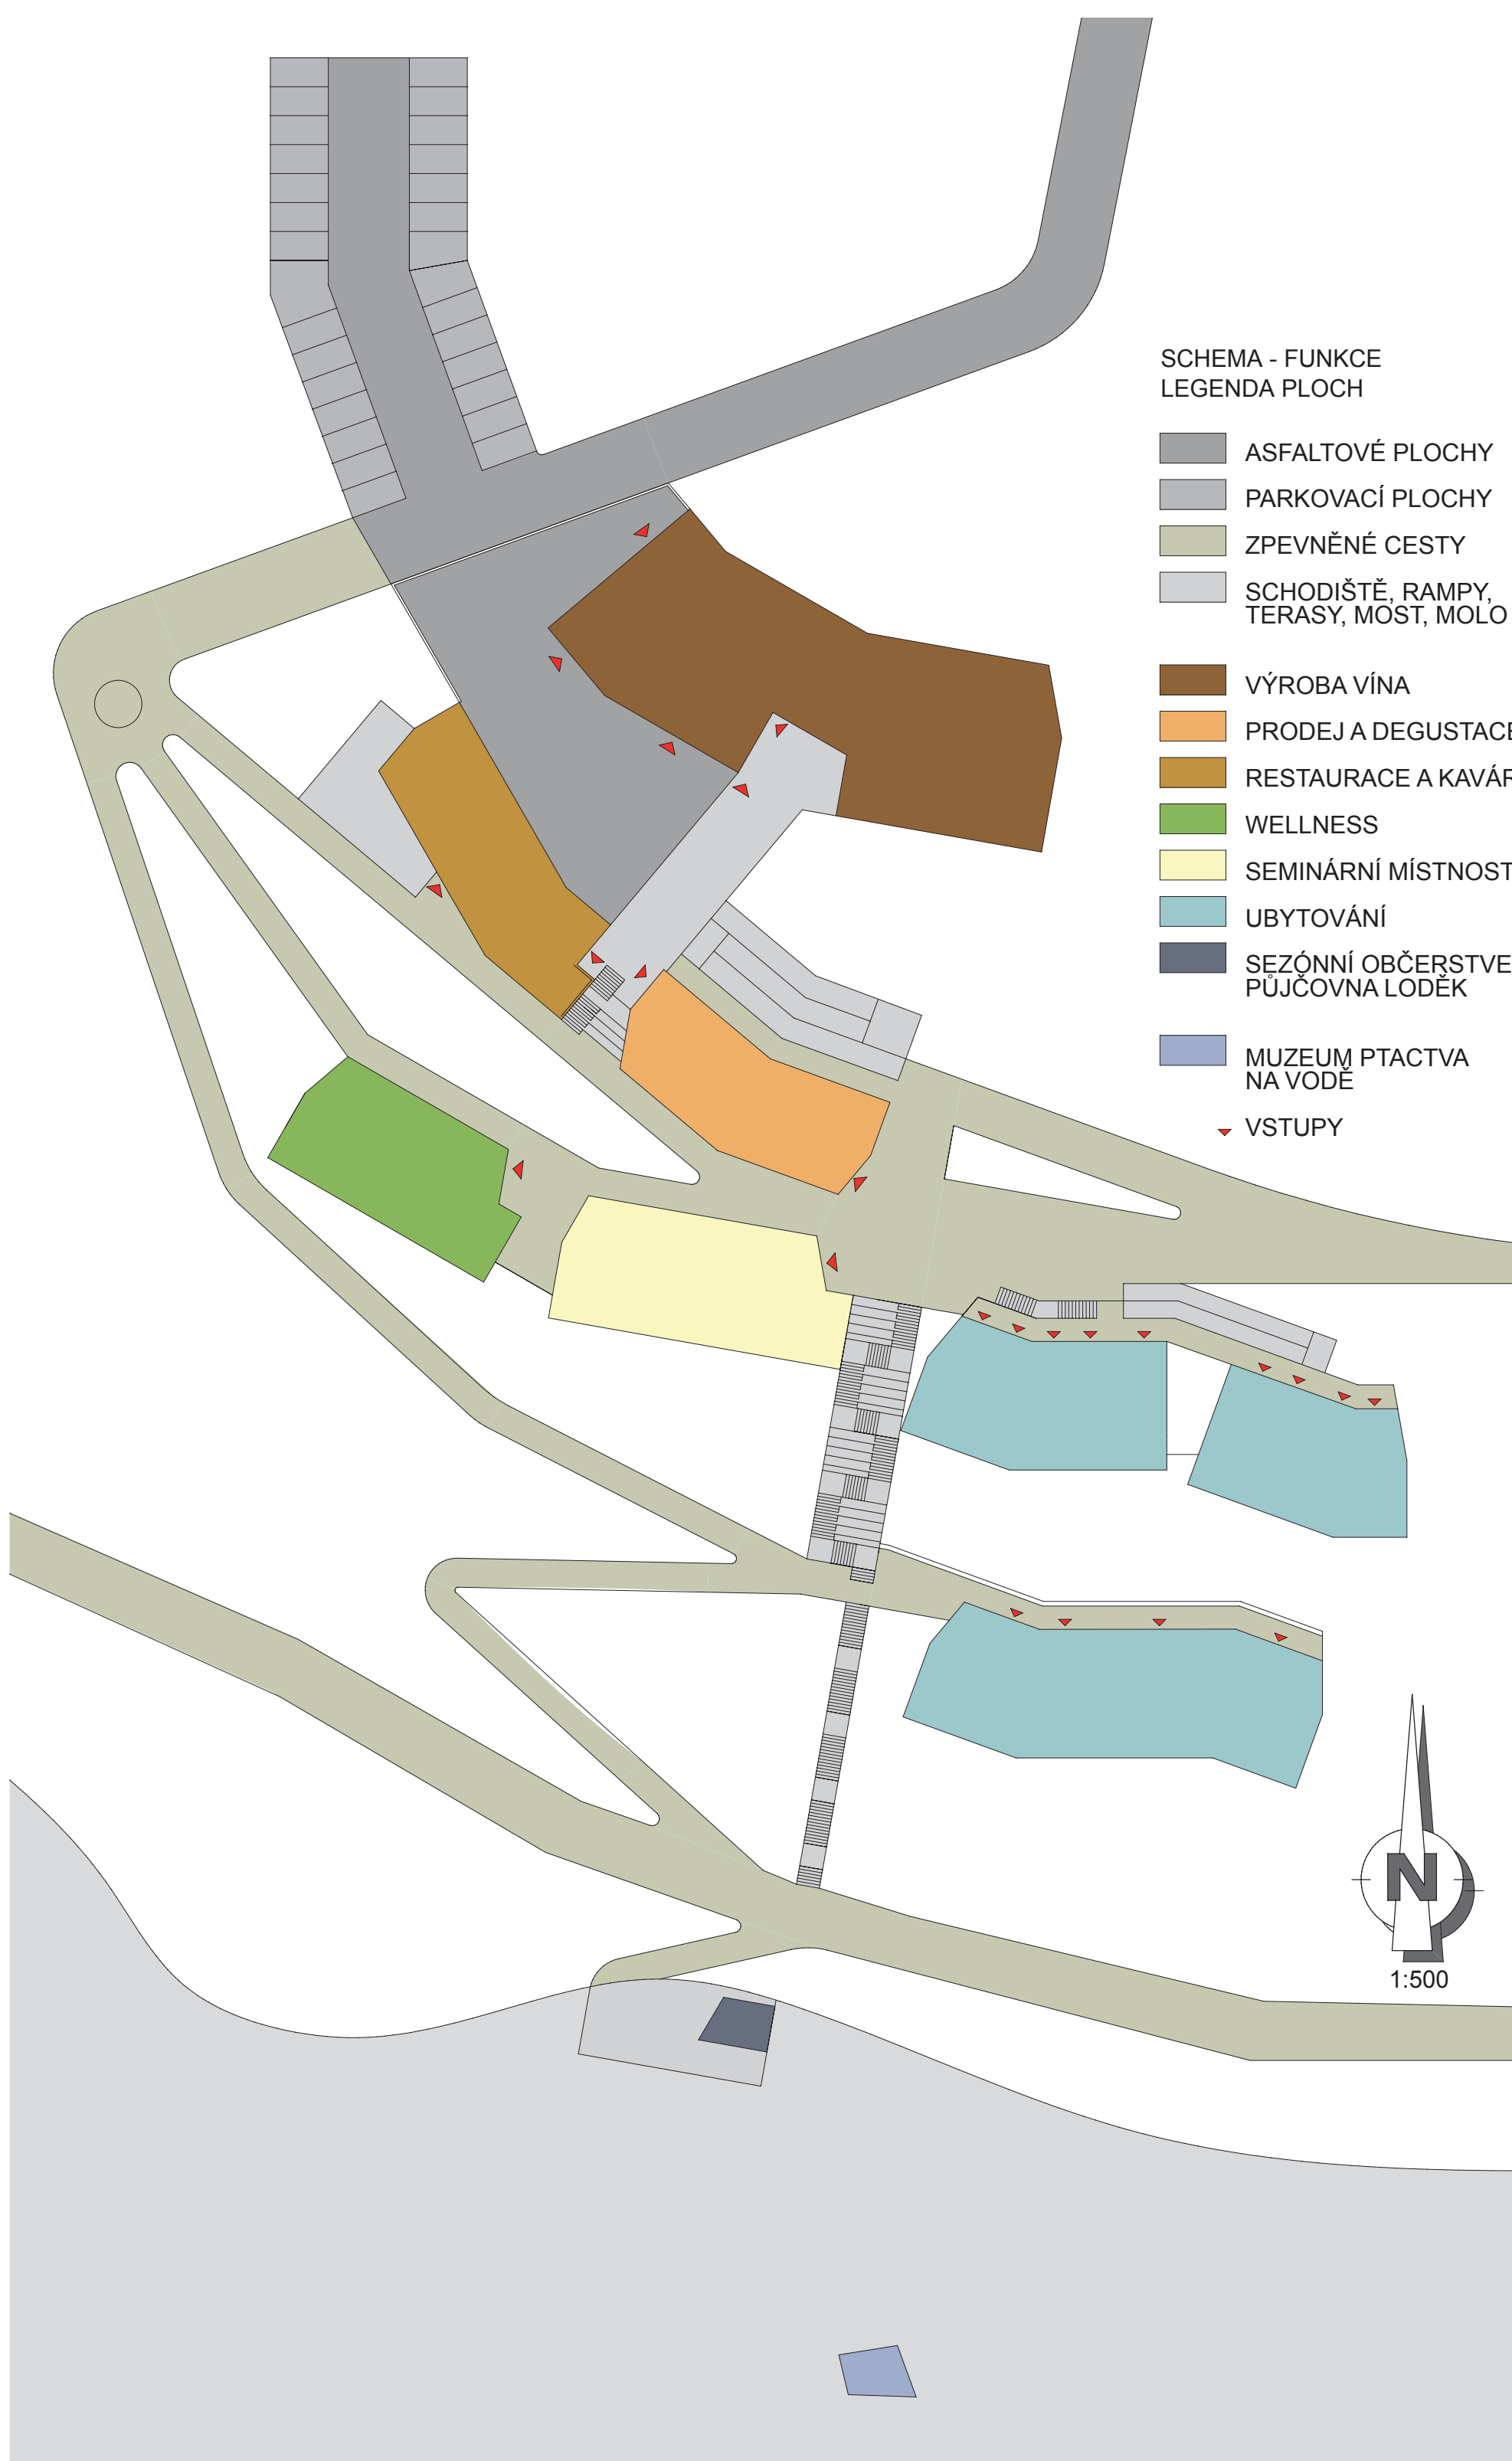 SCHEMA - FUNKCE
LEGENDA PLOCH
ASFALTOVÉ PLOCHY
PARKOVACÍ PLOCHY
ZPEVNĚNÉ CESTY
SCHODIŠTĚ, RAMPY,
TERASY, MOST, MOLO
VÝROBA VÍNA
PRODEJ A DEGUSTACE
RESTAURACE A KAVÁR
WELLNESS
SEMINÁRNÍ MÍSTNOST
UBYTOVÁNÍ
SEZÓNNÍ OBČERSTVE
PŮJČOVNA LODĚK
MUZEUM PTACTVA
NA VODĚ
VSTUPY
N
1:500